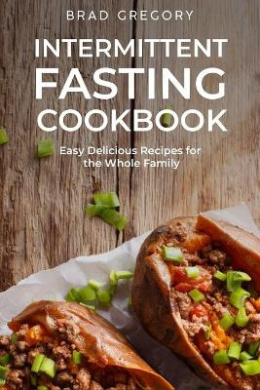 BRAD GREGORY
INTERMITTENT
FASTING
COOKBOOK
Easy Delicious Recipes for
the Whole Family